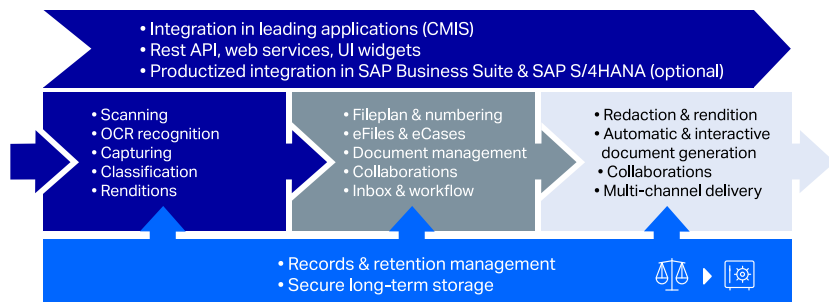 • Integration in leading applications (CMIS)
• Rest API, web services, UI widgets
• Productized integration in SAP Business Suite & SAP S/4HANA (optional)
• Scanning
• OCR recognition
• Capturing
• Classification
• Renditions
• Fileplan & numbering
• eFiles & eCases
• Document management
• Collaborations
• Inbox & workflow
• Redaction & rendition
• Automatic & interactive
document generation
• Collaborations
• Multi-channel delivery
• Records & retention management
• Secure long-term storage